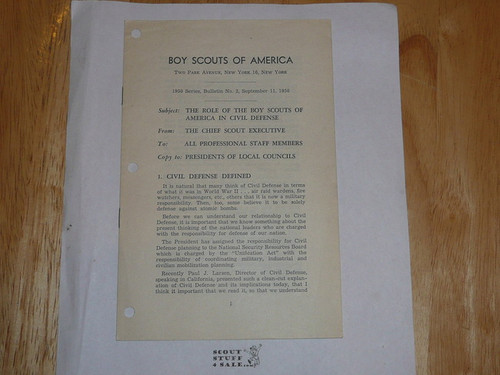 BOY SCOUTS OF AMERICA
TWO PARK AVENUE, NEW YORK 16, NEW YORK
1950 Series, Bulletin No. 2, September 11, 1950
Subject: THE ROLE OF THE BOY SCOUTS OF
AMERICA IN CIVIL DEFENSE
From: THE CHIEF SCOUT EXECUTIVE
To: ALL PROFESSIONAL STAFF MEMBERS
Copy to: PRESIDENTS OF LOCAL COUNCILS
1. CIVIL DEFENSE DEFINED
It is natural that many think of Civil Defense in terms
of what it was in World War II . . . air raid wardens, fire
watchers, messengers, etc., others that it is now a military
responsibility. Then, too, some believe it to be solely
defense against atomic bombs.
Before we can understand our relationship to Civil
Defense, it is important that we know something about the
present thinking of the national leaders who are charged
with the responsibility for defense of our nation.
The President has assigned the responsibility for Civil
Defense planning to the National Security Resources Board
which is charged by the "Unification Act" with the
responsibility of coordinating military, industrial and
civilian mobilization planning.
Recently Paul J. Larsen, Director of Civil Defense,
speaking in California, presented such a clean-cut explan-
ation of Civil Defense and its implications today, that I
think it important that we read it, so that we understand
1
SCOUT
STUFF
4 SALE